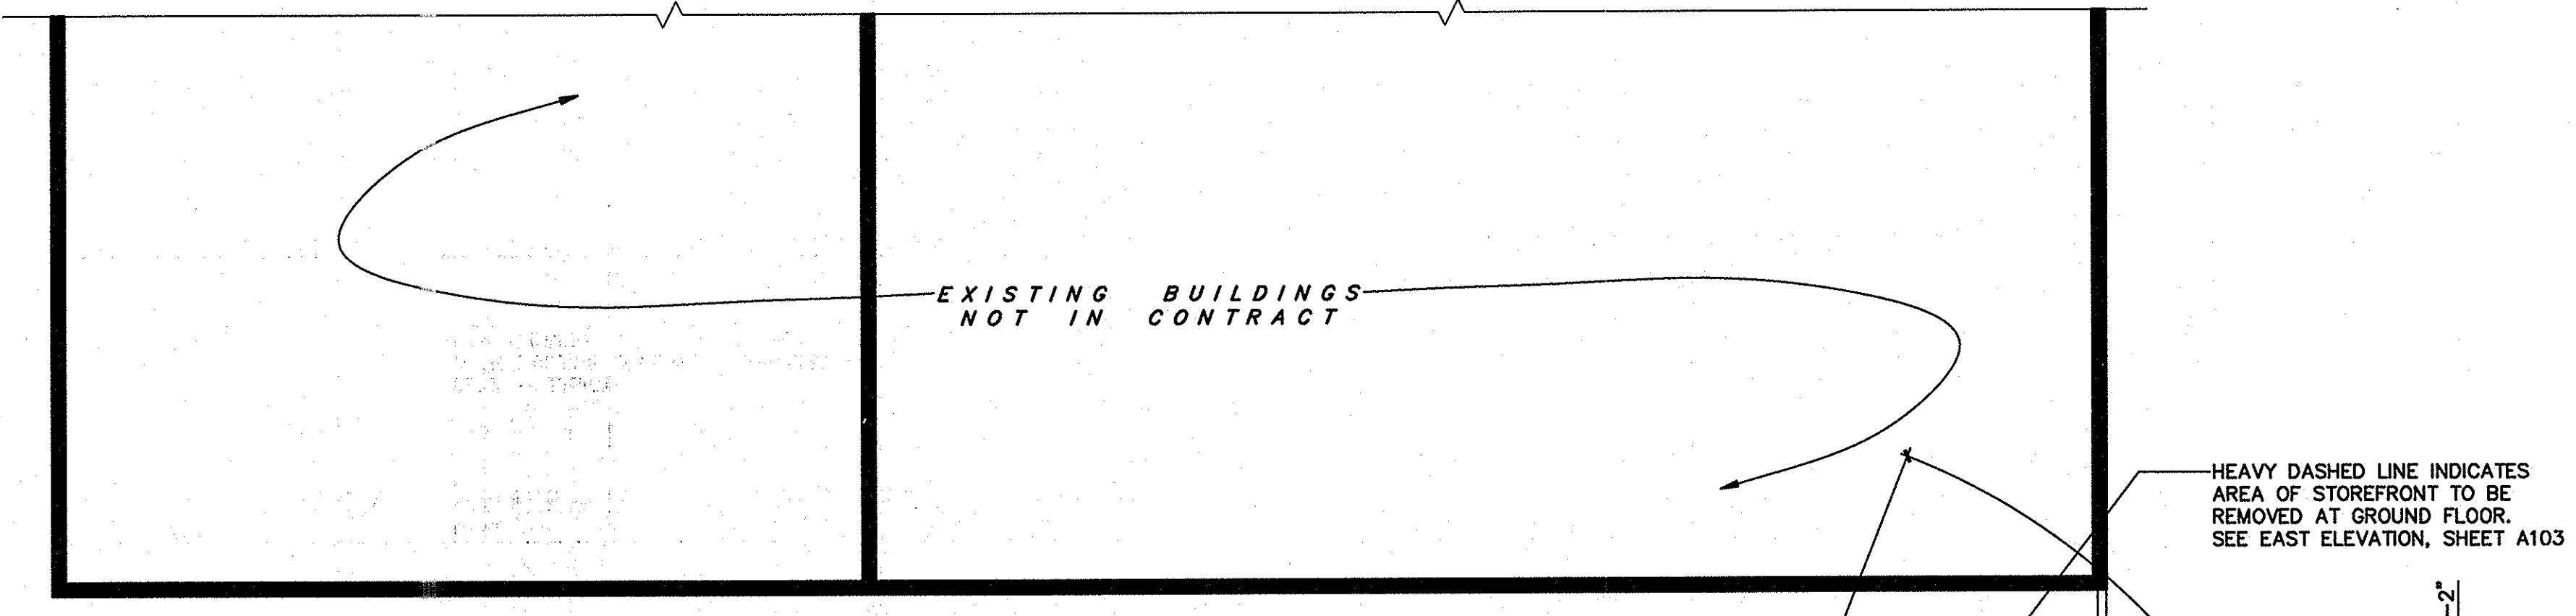 EXISTING BUILDINGS
NOT IN CONTRACT
HEAVY DASHED LINE INDICATES
AREA OF STOREFRONT TO BE
REMOVED AT GROUND FLOOR.
SEE EAST ELEVATION, SHEET A103
-2"